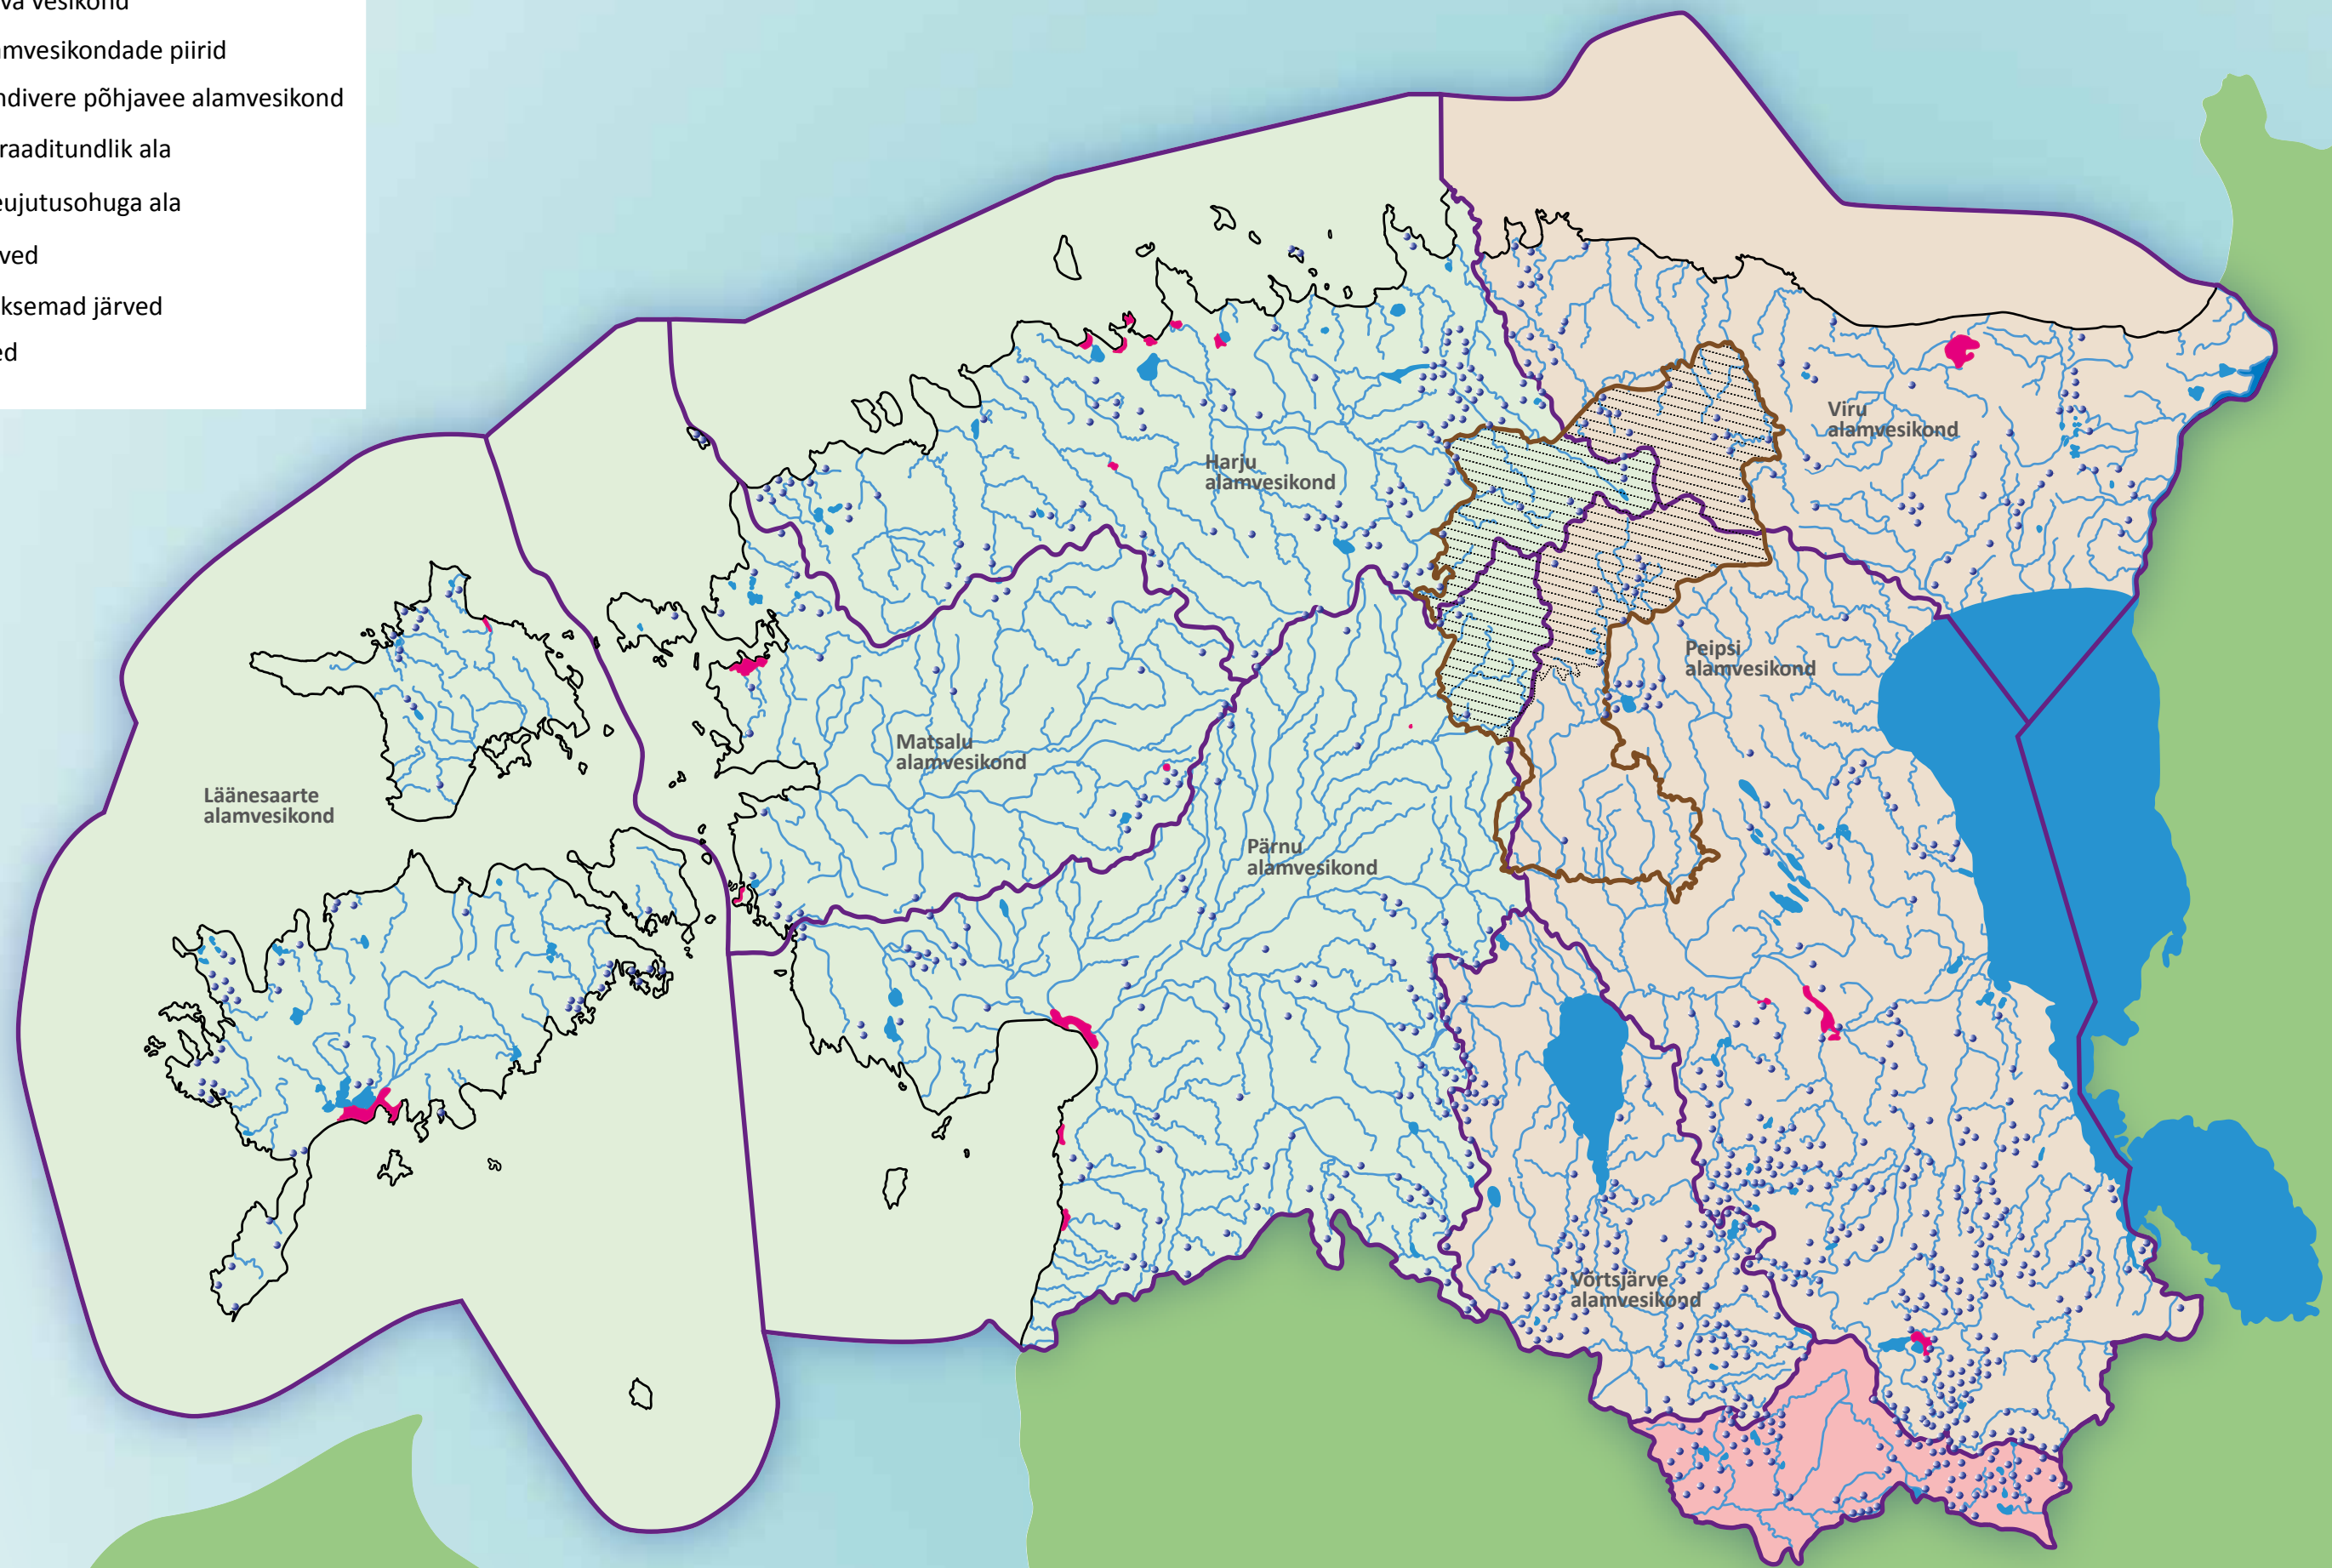 va vesikond
mvesikondade piirid
ndivere põhjavee alamvesikond
raaditundlik ala
eujutusohuga ala
ved
ksemad järved
ed
Viru
alamvesikond
Harju
alamvesikond
Peipsi
alamvesikond
Matsalu
alamvesikond
Läänesaarte
alamvesikond
Pärnu
alamvesikond
Võrtsjärve
alamvesikond